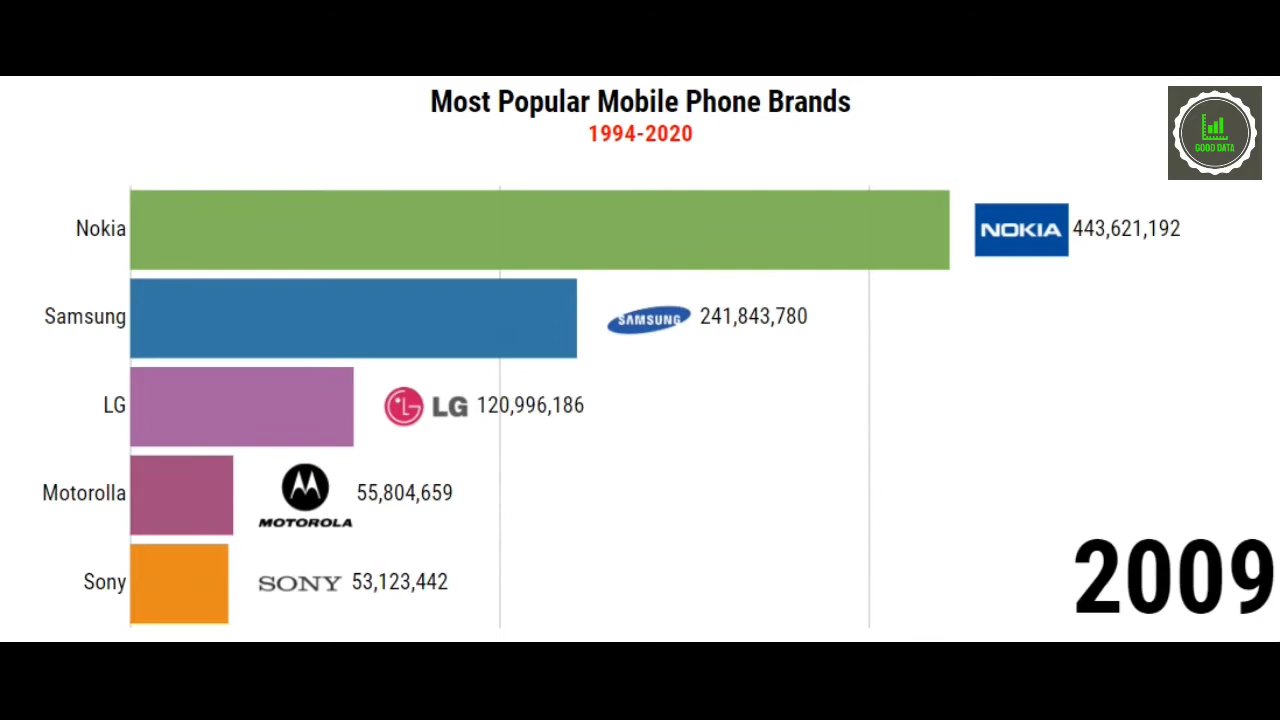 Most Popular Mobile Phone Brands
1994-2020
GOOD DATA
Nokia NOKIA 443,621,192
Samsung SAMSUNG 241,843,780
LG LG 120,996,186
Motorolla MOTOROLA 55,804,659
Sony SONY 53,123,442
2009